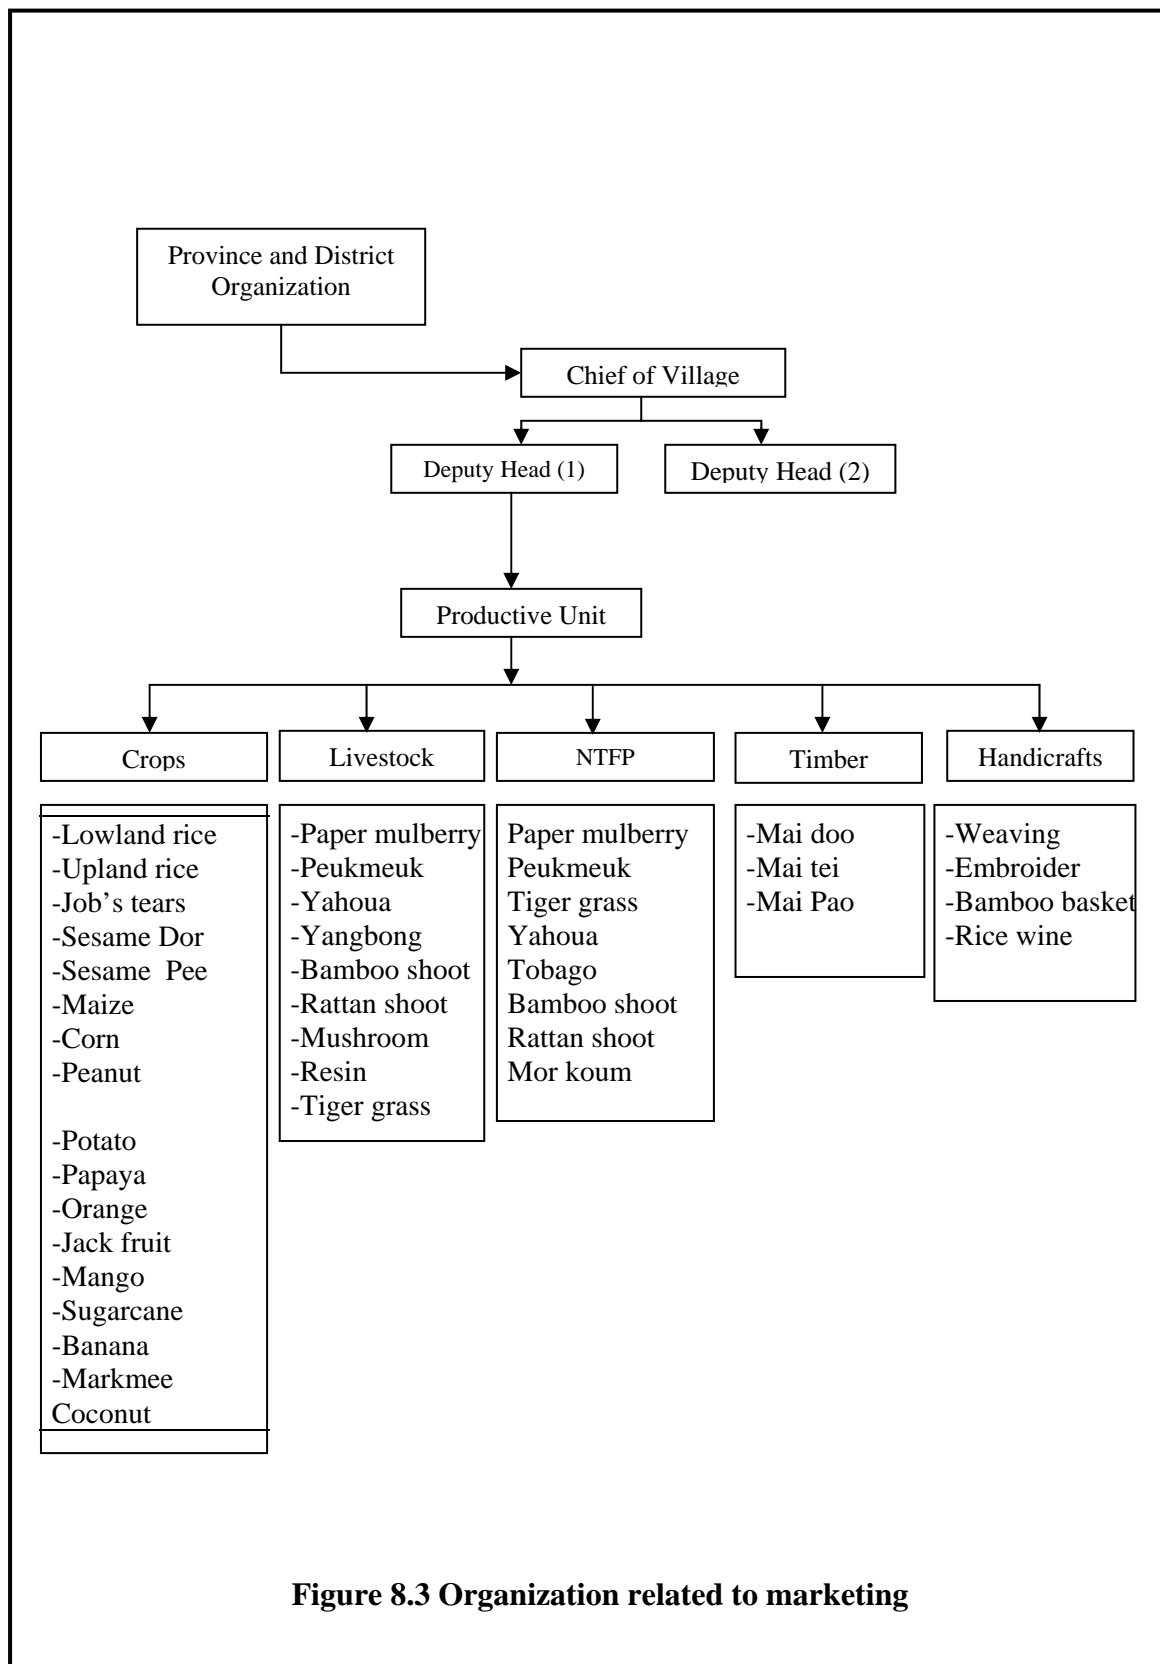 Province and District
Organization
Chief of Village
Deputy Head (1)
Deputy Head (2)
Productive Unit
Crops
Livestock
NTFP
Timber
Handicrafts
-Lowland rice
-Upland rice
-Job’s tears
-Sesame Dor
-Sesame  Pee
-Maize
-Corn
-Peanut
-Potato
-Papaya
-Orange
-Jack fruit
-Mango
-Sugarcane
-Banana
-Markmee
Coconut
-Paper mulberry
-Peukmeuk
-Yahoua
-Yangbong
-Bamboo shoot
-Rattan shoot
-Mushroom
-Resin
-Tiger grass
Paper mulberry
Peukmeuk
Tiger grass
Yahoua
Tobago
Bamboo shoot
Rattan shoot
Mor koum
-Mai doo
-Mai tei
-Mai Pao
-Weaving
-Embroider
-Bamboo basket
-Rice wine
Figure 8.3 Organization related to marketing